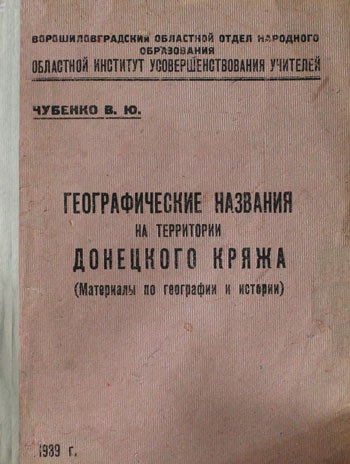 ВОРОШИЛОВГРАДСКИЙ ОБЛАСТНОЙ ОТДЕЛ НАРОДНОГО
ОБРАЗОВАНИЯ
ОБЛАСТНОЙ ИНСТИТУТ УСОВЕРШЕНСТВОВАНИЯ УЧИТЕЛЕЙ
ЧУБЕНКО В. Ю.
ГЕОГРАФИЧЕСКИЕ НАЗВАНИЯ
НА ТЕРРИТОРИИ
ДОНЕЦКОГО КРЯЖА
(Материалы по географии и истории)
1989 г.